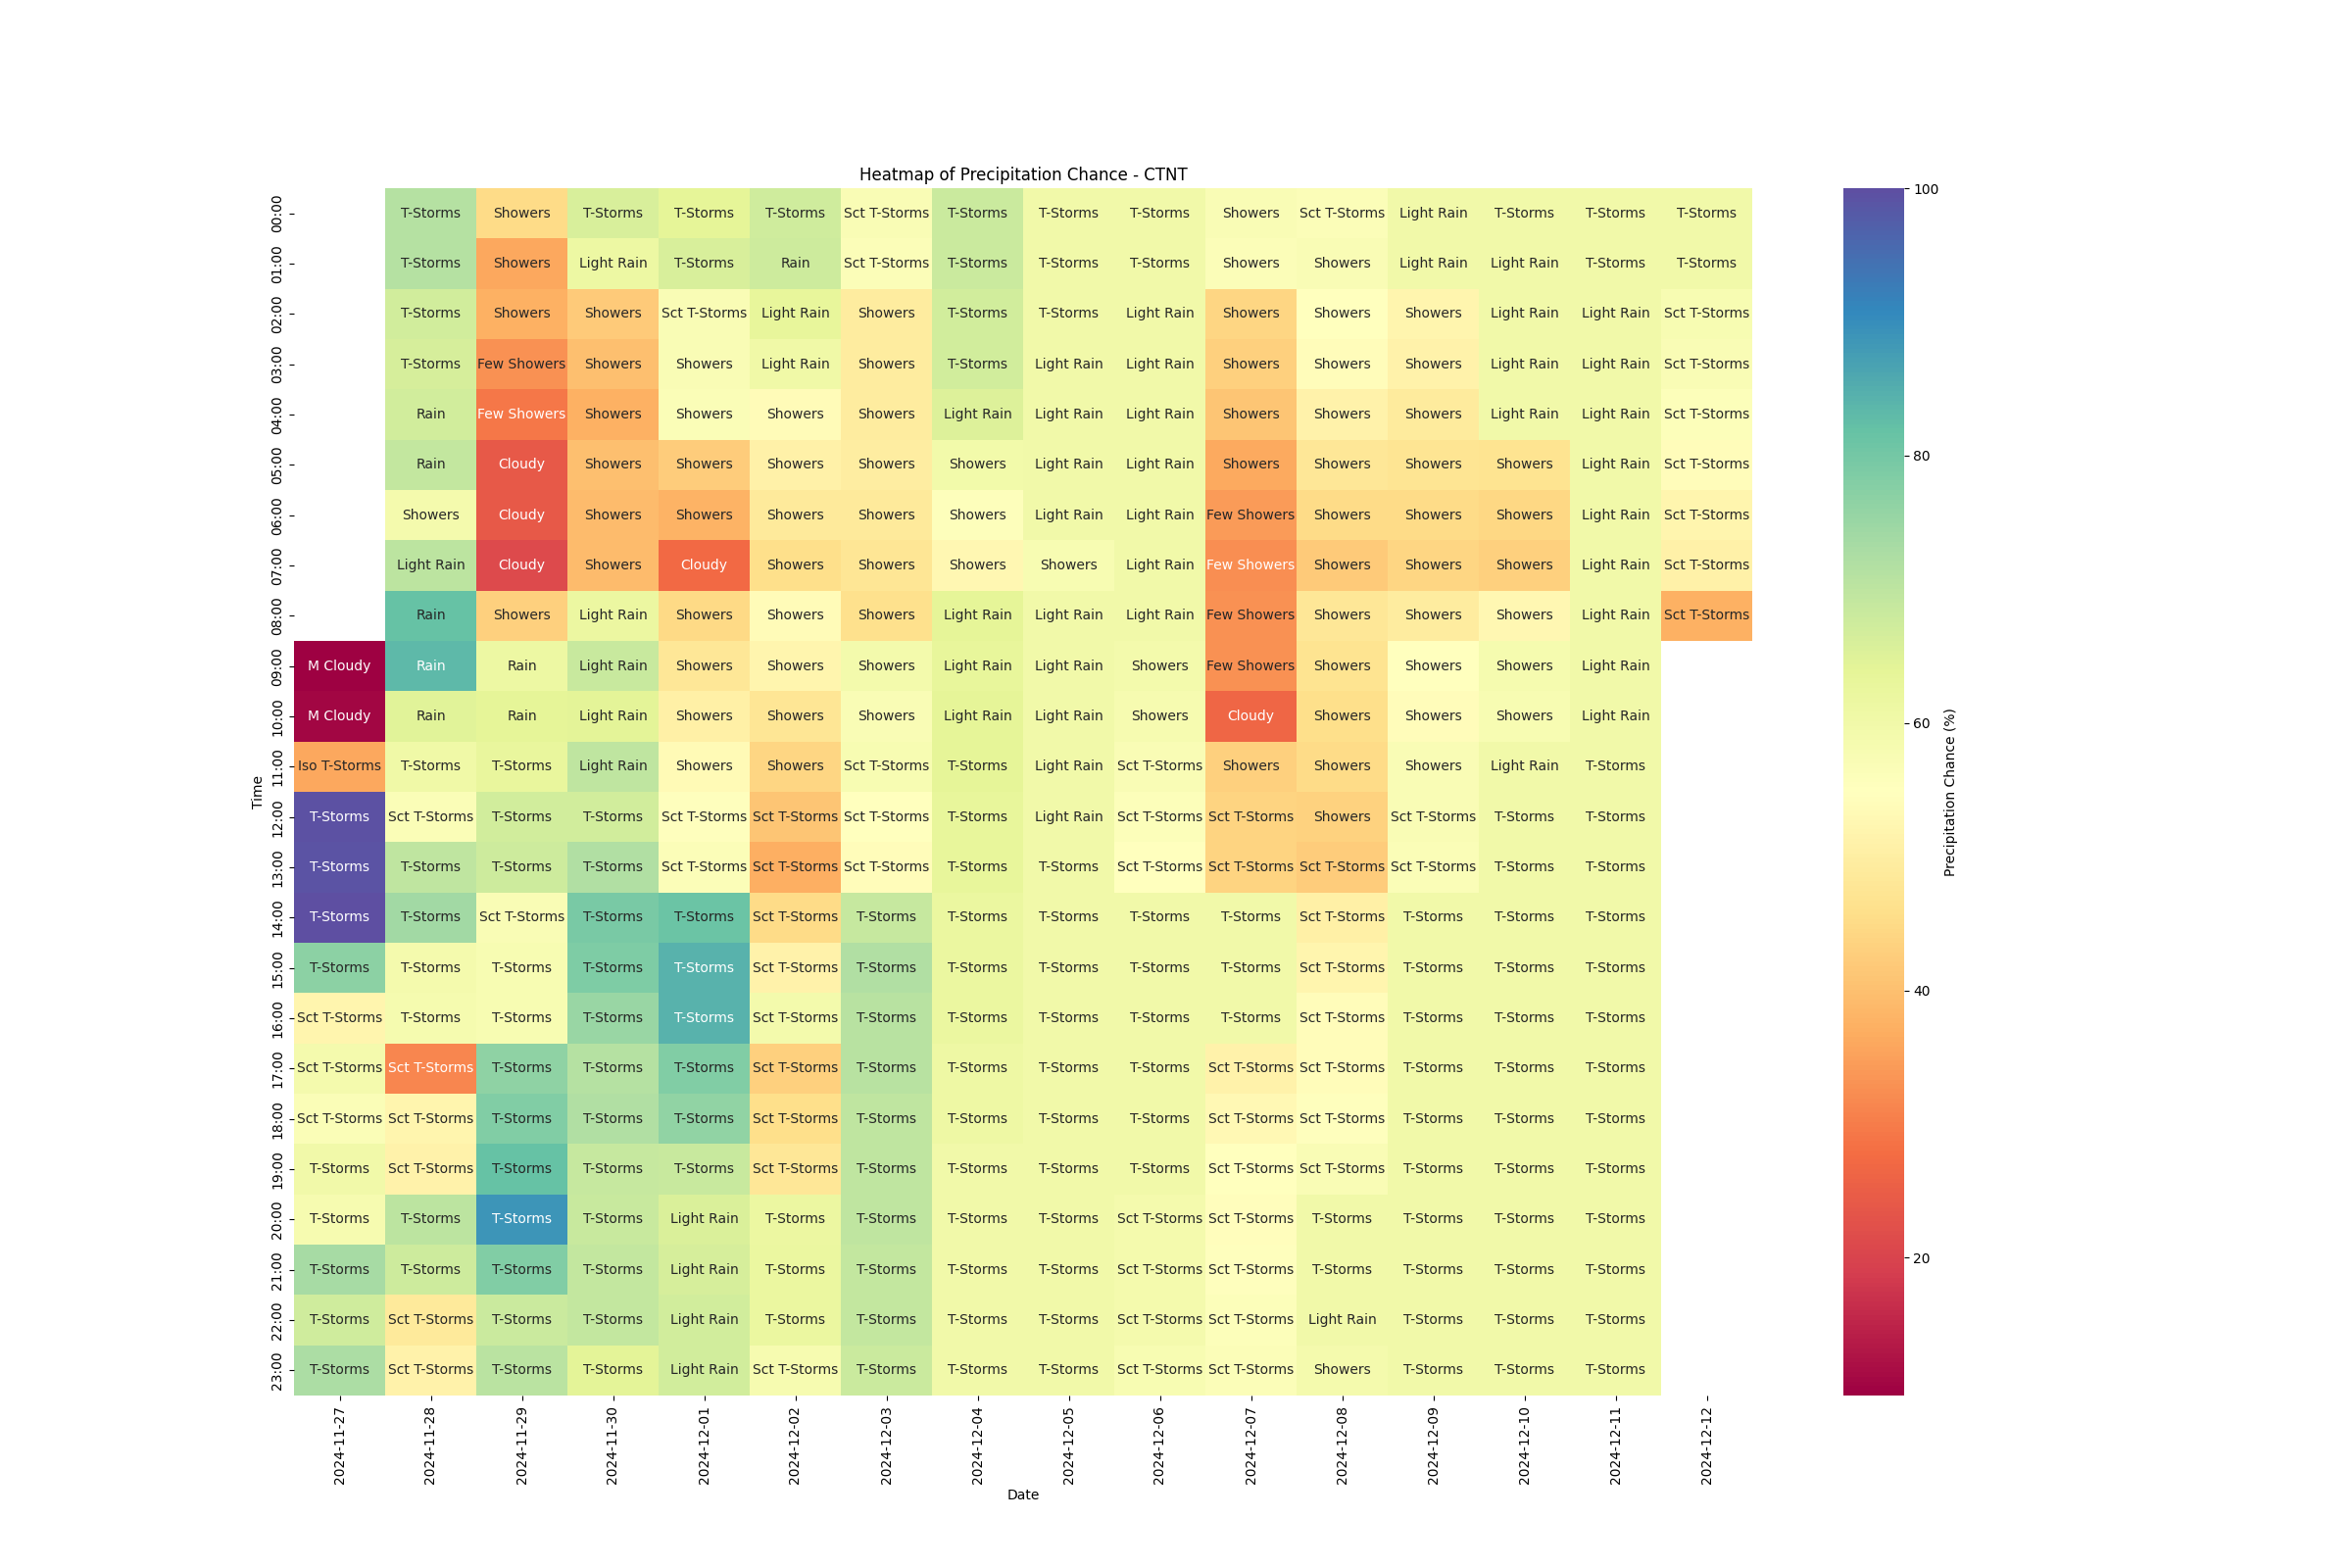 Heatmap of Precipitation Chance - CTNT
00:00 T-Storms Showers T-Storms T-Storms T-Storms Sct T-Storms T-Storms T-Storms T-Storms Showers Sct T-Storms Light Rain T-Storms T-Storms T-Storms
01:00 T-Storms Showers Light Rain T-Storms Rain Sct T-Storms T-Storms T-Storms T-Storms Showers Showers Light Rain Light Rain T-Storms T-Storms
02:00 T-Storms Showers Showers Sct T-Storms Light Rain Showers T-Storms T-Storms Light Rain Showers Showers Showers Light Rain Light Rain Sct T-Storms
03:00 T-Storms Few Showers Showers Showers Light Rain Showers T-Storms Light Rain Light Rain Showers Showers Showers Light Rain Light Rain Sct T-Storms
04:00 Rain Few Showers Showers Showers Showers Showers Light Rain Light Rain Light Rain Showers Showers Showers Light Rain Light Rain Sct T-Storms
05:00 Rain Cloudy Showers Showers Showers Showers Showers Light Rain Light Rain Showers Showers Showers Showers Light Rain Sct T-Storms
06:00 Showers Cloudy Showers Showers Showers Showers Showers Light Rain Light Rain Few Showers Showers Showers Showers Light Rain Sct T-Storms
07:00 Light Rain Cloudy Showers Cloudy Showers Showers Showers Showers Light Rain Few Showers Showers Showers Showers Light Rain Sct T-Storms
08:00 Rain Showers Light Rain Showers Showers Showers Light Rain Light Rain Light Rain Few Showers Showers Showers Showers Light Rain Sct T-Storms
09:00 M Cloudy Rain Rain Light Rain Showers Showers Showers Light Rain Light Rain Showers Few Showers Showers Showers Showers Light Rain
10:00 M Cloudy Rain Rain Light Rain Showers Showers Showers Light Rain Light Rain Showers Cloudy Showers Showers Showers Light Rain
11:00 Iso T-Storms T-Storms T-Storms Light Rain Showers Showers Sct T-Storms T-Storms Light Rain Sct T-Storms Showers Showers Showers Light Rain T-Storms
12:00 T-Storms Sct T-Storms T-Storms T-Storms Sct T-Storms Sct T-Storms Sct T-Storms T-Storms Light Rain Sct T-Storms Sct T-Storms Showers Sct T-Storms T-Storms T-Storms
13:00 T-Storms T-Storms T-Storms T-Storms Sct T-Storms Sct T-Storms Sct T-Storms T-Storms T-Storms Sct T-Storms Sct T-Storms Sct T-Storms Sct T-Storms T-Storms T-Storms
14:00 T-Storms T-Storms Sct T-Storms T-Storms T-Storms Sct T-Storms T-Storms T-Storms T-Storms T-Storms T-Storms Sct T-Storms T-Storms T-Storms T-Storms
15:00 T-Storms T-Storms T-Storms T-Storms T-Storms Sct T-Storms T-Storms T-Storms T-Storms T-Storms T-Storms Sct T-Storms T-Storms T-Storms T-Storms
16:00 Sct T-Storms T-Storms T-Storms T-Storms T-Storms Sct T-Storms T-Storms T-Storms T-Storms T-Storms T-Storms Sct T-Storms T-Storms T-Storms T-Storms
17:00 Sct T-Storms Sct T-Storms T-Storms T-Storms T-Storms Sct T-Storms T-Storms T-Storms T-Storms T-Storms Sct T-Storms Sct T-Storms T-Storms T-Storms T-Storms
18:00 Sct T-Storms Sct T-Storms T-Storms T-Storms T-Storms Sct T-Storms T-Storms T-Storms T-Storms T-Storms Sct T-Storms Sct T-Storms T-Storms T-Storms T-Storms
19:00 T-Storms Sct T-Storms T-Storms T-Storms T-Storms Sct T-Storms T-Storms T-Storms T-Storms T-Storms Sct T-Storms Sct T-Storms T-Storms T-Storms T-Storms
20:00 T-Storms T-Storms T-Storms T-Storms Light Rain T-Storms T-Storms T-Storms T-Storms Sct T-Storms Sct T-Storms T-Storms T-Storms T-Storms T-Storms
21:00 T-Storms T-Storms T-Storms T-Storms Light Rain T-Storms T-Storms T-Storms T-Storms Sct T-Storms Sct T-Storms T-Storms T-Storms T-Storms T-Storms
22:00 T-Storms Sct T-Storms T-Storms T-Storms Light Rain T-Storms T-Storms T-Storms T-Storms Sct T-Storms Sct T-Storms Light Rain T-Storms T-Storms T-Storms
23:00 T-Storms Sct T-Storms T-Storms T-Storms Light Rain Sct T-Storms T-Storms T-Storms T-Storms Sct T-Storms Sct T-Storms Showers T-Storms T-Storms T-Storms
Time
2024-11-27 2024-11-28 2024-11-29 2024-11-30 2024-12-01 2024-12-02 2024-12-03 2024-12-04 2024-12-05 2024-12-06 2024-12-07 2024-12-08 2024-12-09 2024-12-10 2024-12-11 2024-12-12
Date
100
80
60
40
20
Precipitation Chance (%)